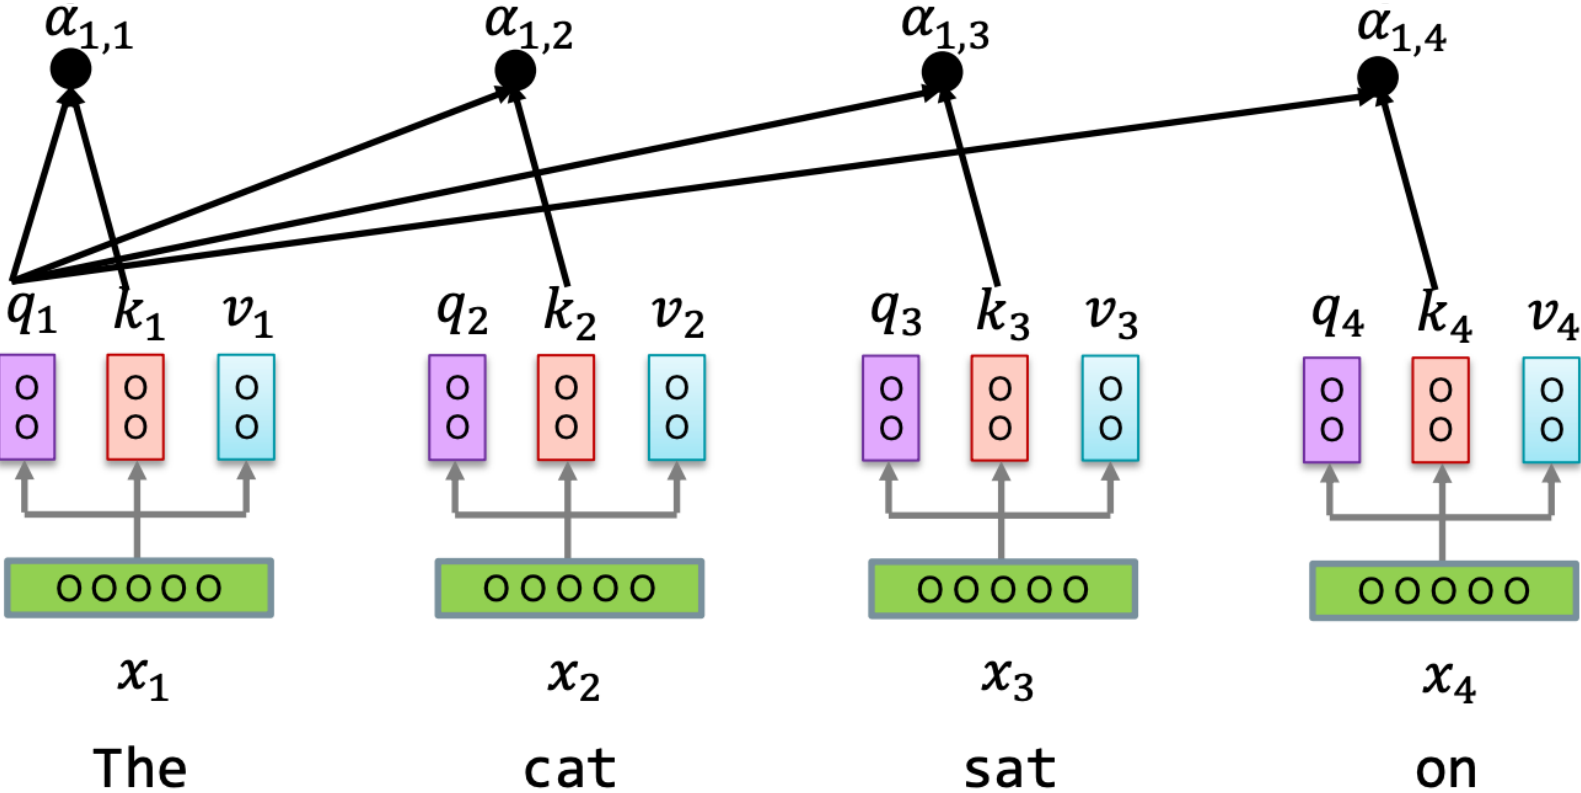 α₁,₁ α₁,₂ α₁,₃ α₁,₄
q₁ k₁ v₁ q₂ k₂ v₂ q₃ k₃ v₃ q₄ k₄ v₄
x₁ x₂ x₃ x₄
The cat sat on